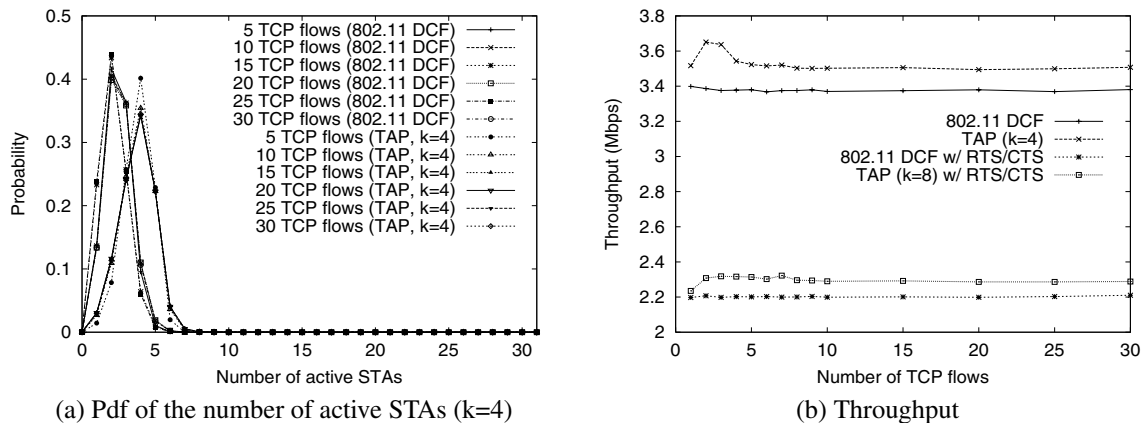 0.5
0.4
0.3
0.2
0.1
0
Probability
5 TCP flows (802.11 DCF)
10 TCP flows (802.11 DCF)
15 TCP flows (802.11 DCF)
20 TCP flows (802.11 DCF)
25 TCP flows (802.11 DCF)
30 TCP flows (802.11 DCF)
5 TCP flows (TAP, k=4)
10 TCP flows (TAP, k=4)
15 TCP flows (TAP, k=4)
20 TCP flows (TAP, k=4)
25 TCP flows (TAP, k=4)
30 TCP flows (TAP, k=4)
0 5 10 15 20 25 30
Number of active STAs
(a) Pdf of the number of active STAs (k=4)
3.8
3.6
3.4
3.2
3
2.8
2.6
2.4
2.2
2
Throughput (Mbps)
802.11 DCF
TAP (k=4)
802.11 DCF w/ RTS/CTS
TAP (k=8) w/ RTS/CTS
0 5 10 15 20 25 30
Number of TCP flows
(b) Throughput